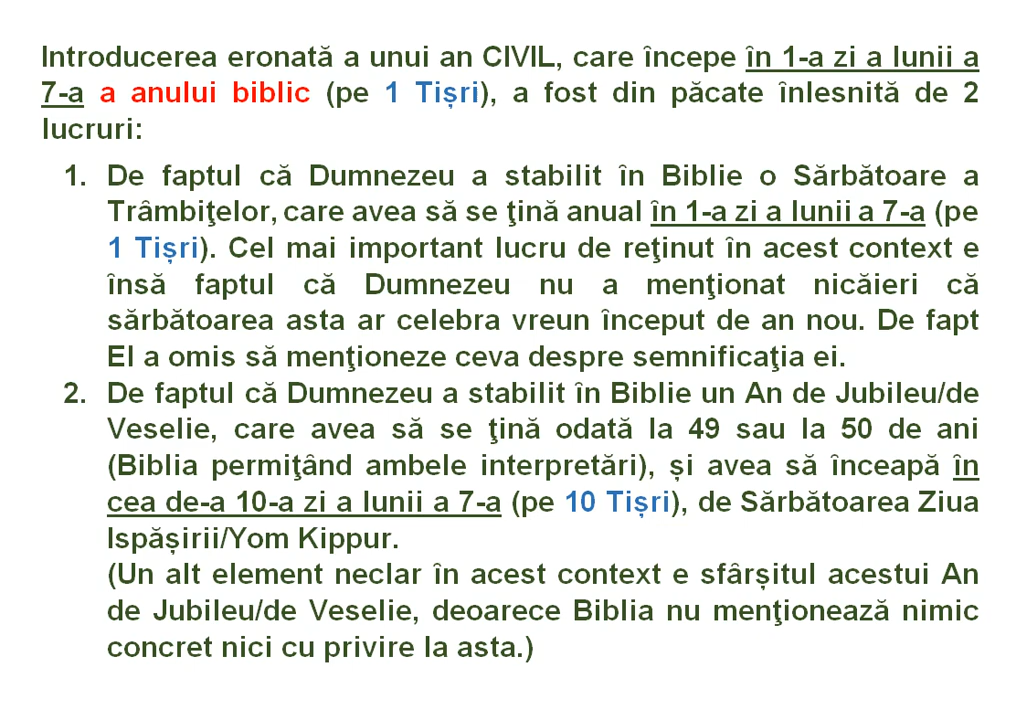 Introducerea eronată a unui an CIVIL, care începe în 1-a zi a lunii a
7-a a anului biblic (pe 1 Tișri), a fost din păcate înlesnită de 2
lucruri:
1. De faptul că Dumnezeu a stabilit în Biblie o Sărbătoare a
Trâmbiţelor, care avea să se ţină anual în 1-a zi a lunii a 7-a (pe
1 Tișri). Cel mai important lucru de reţinut în acest context e
însă faptul că Dumnezeu nu a menţionat nicăieri că
sărbătoarea asta ar celebra vreun început de an nou. De fapt
El a omis să menţioneze ceva despre semnificaţia ei.
2. De faptul că Dumnezeu a stabilit în Biblie un An de Jubileu/de
Veselie, care avea să se ţină odată la 49 sau la 50 de ani
(Biblia permiţând ambele interpretări), și avea să înceapă în
cea de-a 10-a zi a lunii a 7-a (pe 10 Tișri), de Sărbătoarea Ziua
Ispășirii/Yom Kippur.
(Un alt element neclar în acest context e sfârșitul acestui An
de Jubileu/de Veselie, deoarece Biblia nu menţionează nimic
concret nici cu privire la asta.)